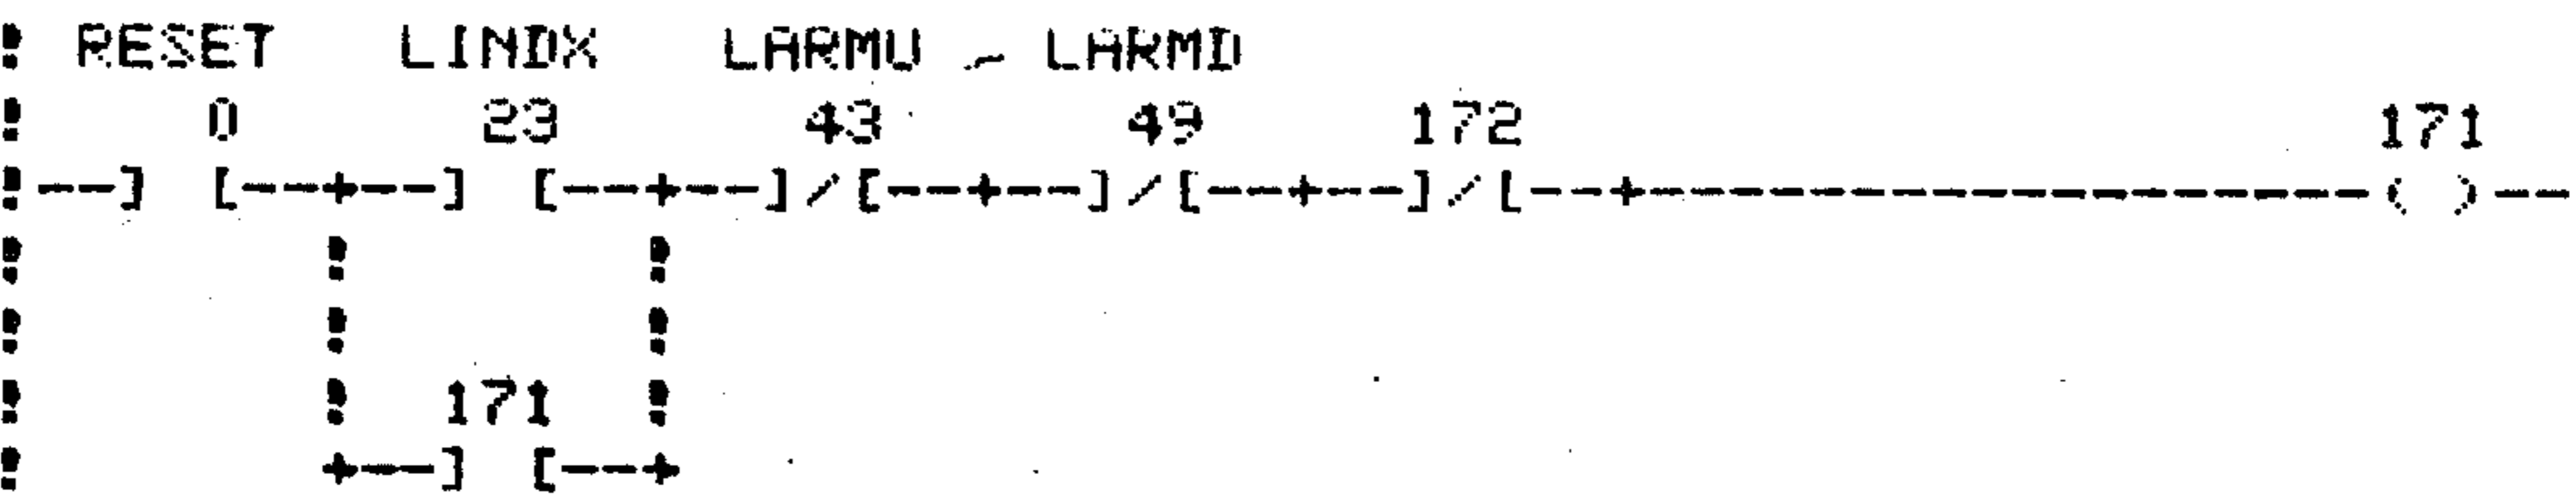 ! RESET LINDX LARMU LARMD
! 0 23 43 49 172 171
!--] [--+--] [--+--]/[--+--]/[--+--]/[--+------------------( )--
! ! !
! ! !
! ! 171 !
! +--] [--+